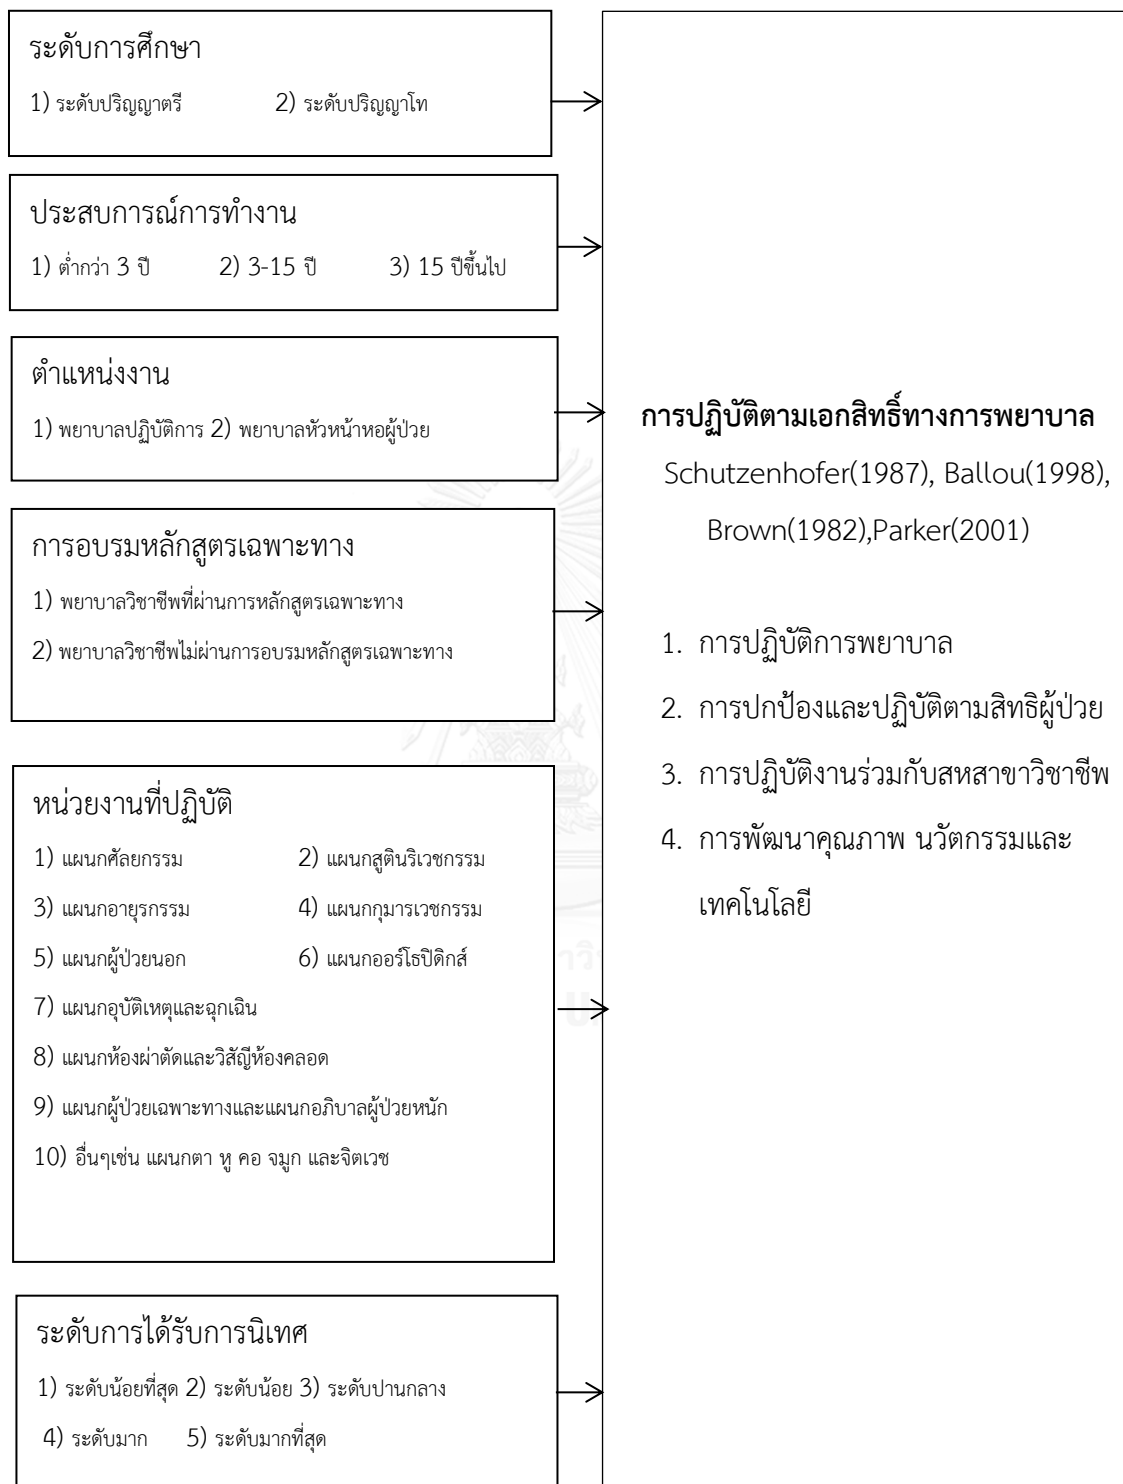 ระดับการศึกษา
1) ระดับปริญญาตรี 2) ระดับปริญญาโท
ประสบการณ์การทำงาน
1) ต่ำกว่า 3 ปี 2) 3-15 ปี 3) 15 ปีขึ้นไป
ตำแหน่งงาน
1) พยาบาลปฏิบัติการ 2) พยาบาลหัวหน้าหอผู้ป่วย
การอบรมหลักสูตรเฉพาะทาง
1) พยาบาลวิชาชีพที่ผ่านการหลักสูตรเฉพาะทาง
2) พยาบาลวิชาชีพไม่ผ่านการอบรมหลักสูตรเฉพาะทาง
หน่วยงานที่ปฏิบัติ
1) แผนกศัลยกรรม 2) แผนกสูตินริเวชกรรม
3) แผนกอายุรกรรม 4) แผนกกุมารเวชกรรม
5) แผนกผู้ป่วยนอก 6) แผนกออร์โธปิดิกส์
7) แผนกอุบัติเหตุและฉุกเฉิน
8) แผนกห้องผ่าตัดและวิสัญีห้องคลอด
9) แผนกผู้ป่วยเฉพาะทางและแผนกอภิบาลผู้ป่วยหนัก
10) อื่นๆเช่น แผนกตา หู คอ จมูก และจิตเวช
ระดับการได้รับการนิเทศ
1) ระดับน้อยที่สุด 2) ระดับน้อย 3) ระดับปานกลาง
4) ระดับมาก 5) ระดับมากที่สุด
การปฏิบัติตามเอกสิทธิ์ทางการพยาบาล
Schutzenhofer(1987), Ballou(1998),
Brown(1982),Parker(2001)
1. การปฏิบัติการพยาบาล
2. การปกป้องและปฏิบัติตามสิทธิผู้ป่วย
3. การปฏิบัติงานร่วมกับสหสาขาวิชาชีพ
4. การพัฒนาคุณภาพ นวัตกรรมและ
เทคโนโลยี